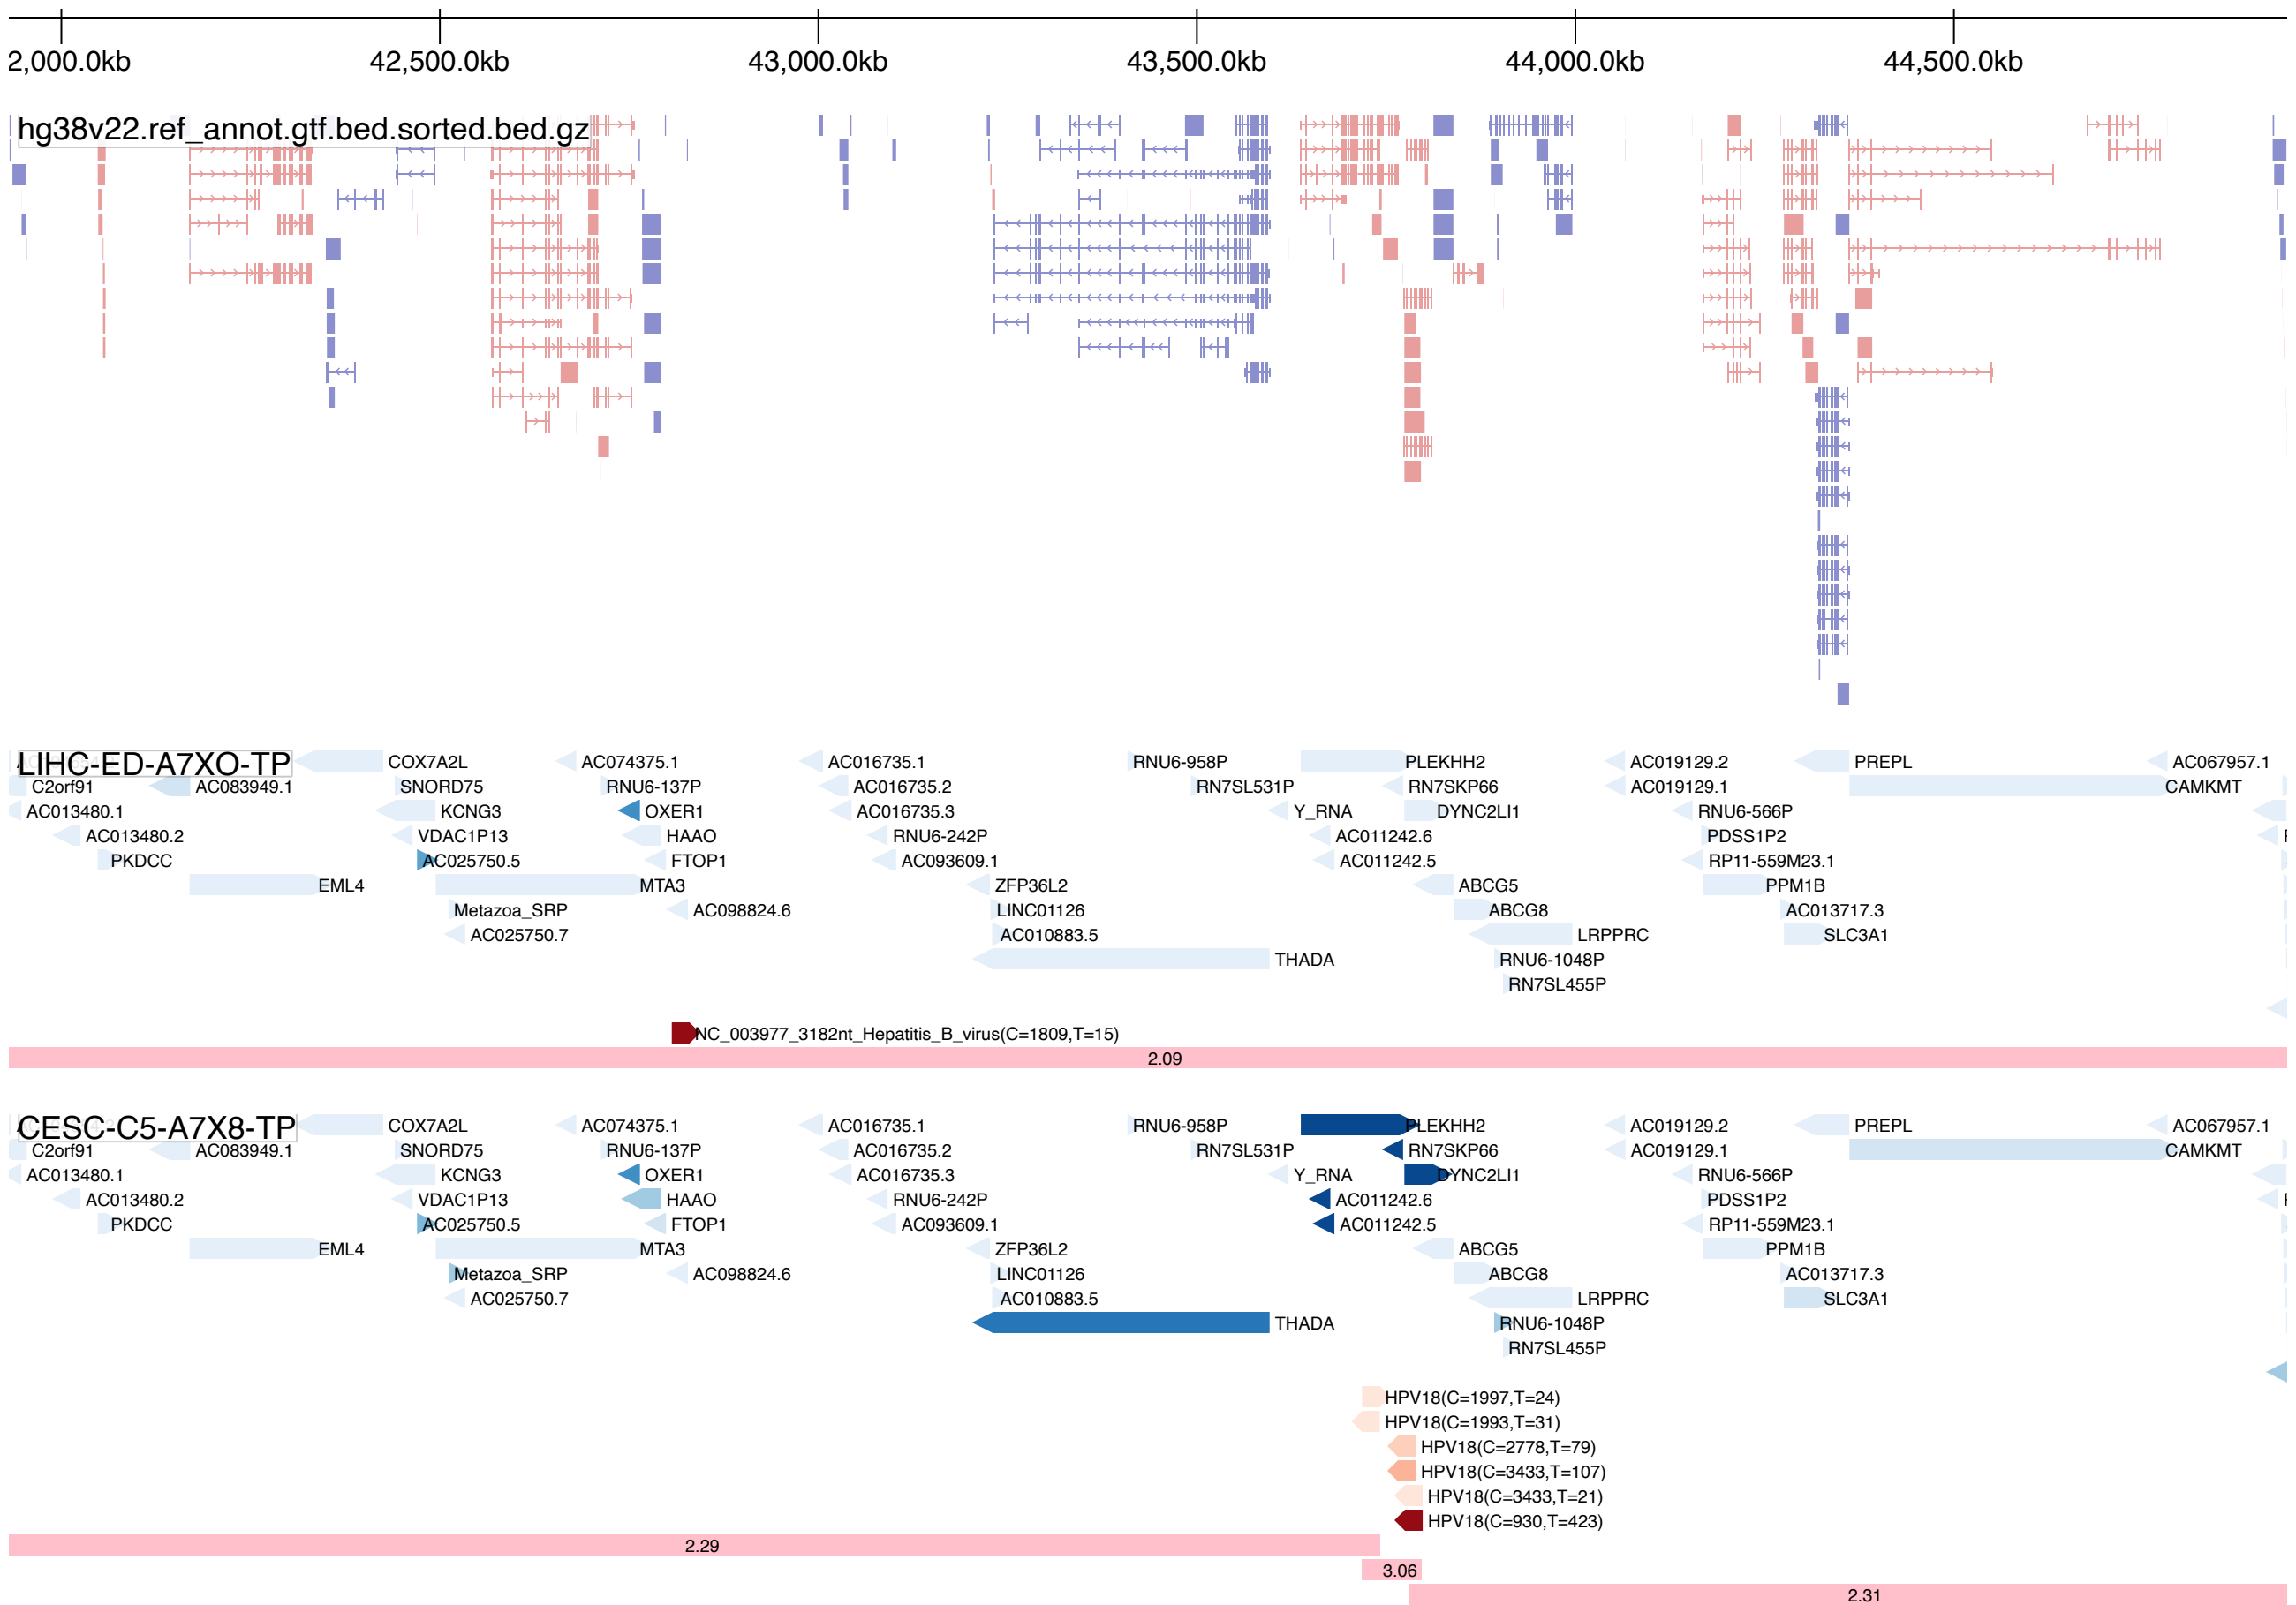 2,000.0kb 42,500.0kb 43,000.0kb 43,500.0kb 44,000.0kb 44,500.0kb
hg38v22.ref_annot.gtf.bed.sorted.bed.gz
LIHC-ED-A7XO-TP COX7A2L AC074375.1 AC016735.1 RNU6-958P PLEKHH2 AC019129.2 PREPL AC067957.1
C2orf91 AC083949.1 SNORD75 RNU6-137P AC016735.2 RN7SL531P RN7SKP66 AC019129.1 CAMKMT
AC013480.1 KCNG3 OXER1 AC016735.3 Y_RNA DYNC2LI1 RNU6-566P
AC013480.2 VDAC1P13 HAAO RNU6-242P AC011242.6 PDSS1P2
PKDCC AC025750.5 FTOP1 AC093609.1 AC011242.5 RP11-559M23.1
EML4 MTA3 ZFP36L2 ABCG5 PPM1B
Metazoa_SRP AC098824.6 LINC01126 ABCG8 AC013717.3
AC025750.7 AC010883.5 LRPPRC SLC3A1
THADA RNU6-1048P
RN7SL455P
NC_003977_3182nt_Hepatitis_B_virus(C=1809,T=15)
2.09
CESC-C5-A7X8-TP COX7A2L AC074375.1 AC016735.1 RNU6-958P PLEKHH2 AC019129.2 PREPL AC067957.1
C2orf91 AC083949.1 SNORD75 RNU6-137P AC016735.2 RN7SL531P RN7SKP66 AC019129.1 CAMKMT
AC013480.1 KCNG3 OXER1 AC016735.3 Y_RNA DYNC2LI1 RNU6-566P
AC013480.2 VDAC1P13 HAAO RNU6-242P AC011242.6 PDSS1P2
PKDCC AC025750.5 FTOP1 AC093609.1 AC011242.5 RP11-559M23.1
EML4 MTA3 ZFP36L2 ABCG5 PPM1B
Metazoa_SRP AC098824.6 LINC01126 ABCG8 AC013717.3
AC025750.7 AC010883.5 LRPPRC SLC3A1
THADA RNU6-1048P
RN7SL455P
HPV18(C=1997,T=24)
HPV18(C=1993,T=31)
HPV18(C=2778,T=79)
HPV18(C=3433,T=107)
HPV18(C=3433,T=21)
HPV18(C=930,T=423)
2.29
3.06
2.31